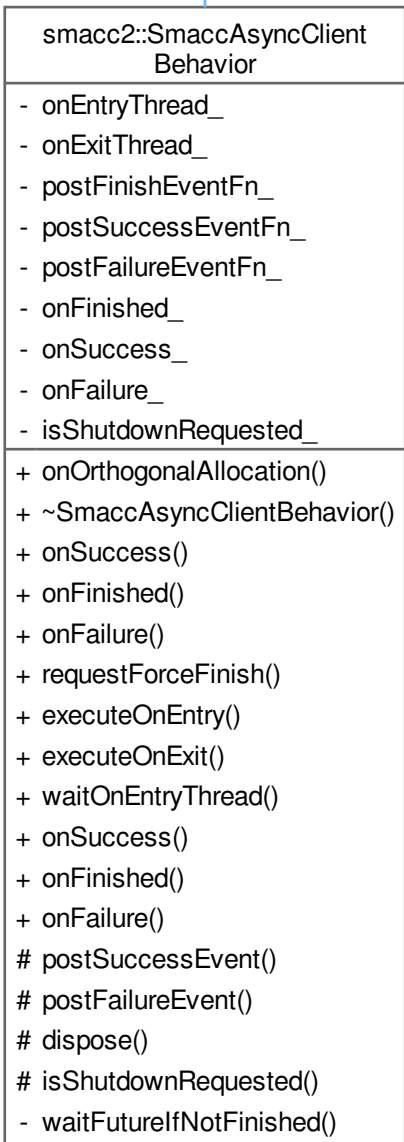 smacc2::SmaccAsyncClient
Behavior
- onEntryThread_
- onExitThread_
- postFinishEventFn_
- postSuccessEventFn_
- postFailureEventFn_
- onFinished_
- onSuccess_
- onFailure_
- isShutdownRequested_
+ onOrthogonalAllocation()
+ ~SmaccAsyncClientBehavior()
+ onSuccess()
+ onFinished()
+ onFailure()
+ requestForceFinish()
+ executeOnEntry()
+ executeOnExit()
+ waitOnEntryThread()
+ onSuccess()
+ onFinished()
+ onFailure()
# postSuccessEvent()
# postFailureEvent()
# dispose()
# isShutdownRequested()
- waitFutureIfNotFinished()